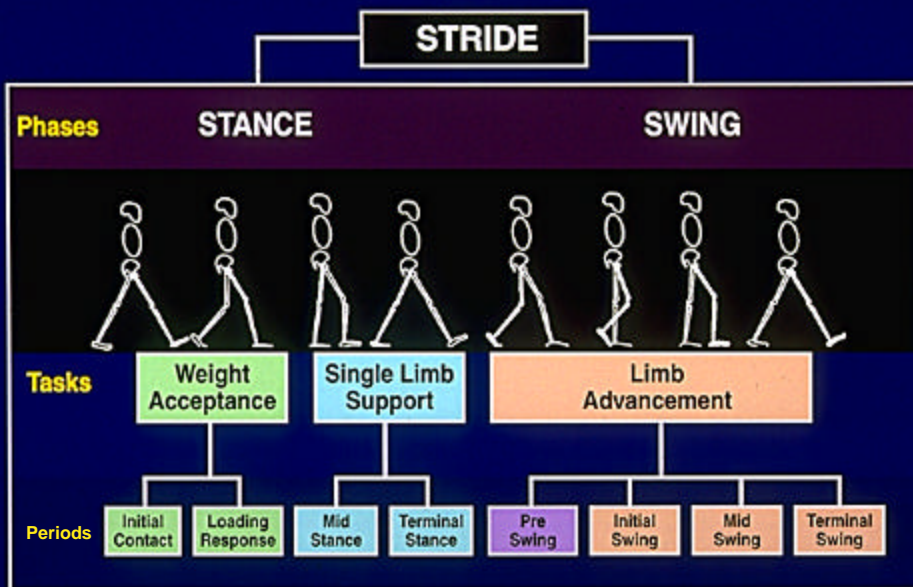 STRIDE
Phases STANCE SWING
Tasks
Weight
Acceptance
Single Limb
Support
Limb
Advancement
Periods
Initial
Contact
Loading
Response
Mid
Stance
Terminal
Stance
Pre
Swing
Initial
Swing
Mid
Swing
Terminal
Swing